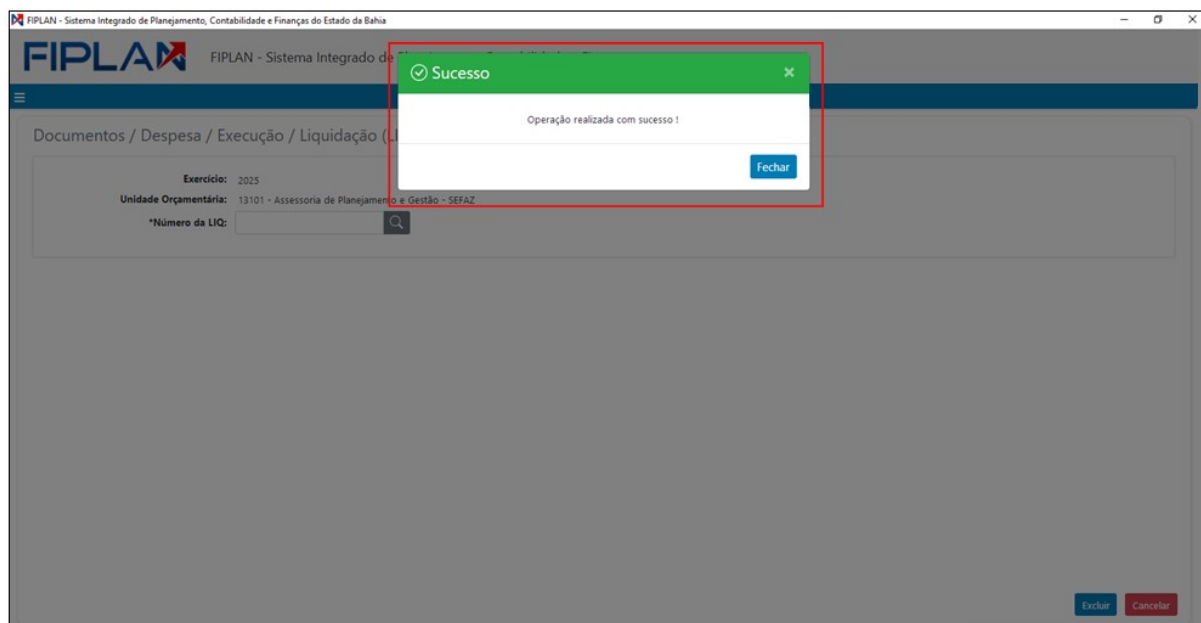 FIPLAN - Sistema Integrado de Planejamento, Contabilidade e Finanças do Estado da Bahia
FIPLAN
FIPLAN - Sistema Integrado de
Sucesso
Operação realizada com sucesso !
Fechar
Documentos / Despesa / Execução / Liquidação
Exercício: 2025
Unidade Orçamentária: 13101 - Assessoria de Planejamento e Gestão - SEFAZ
*Número da LIQ:
Excluir Cancelar